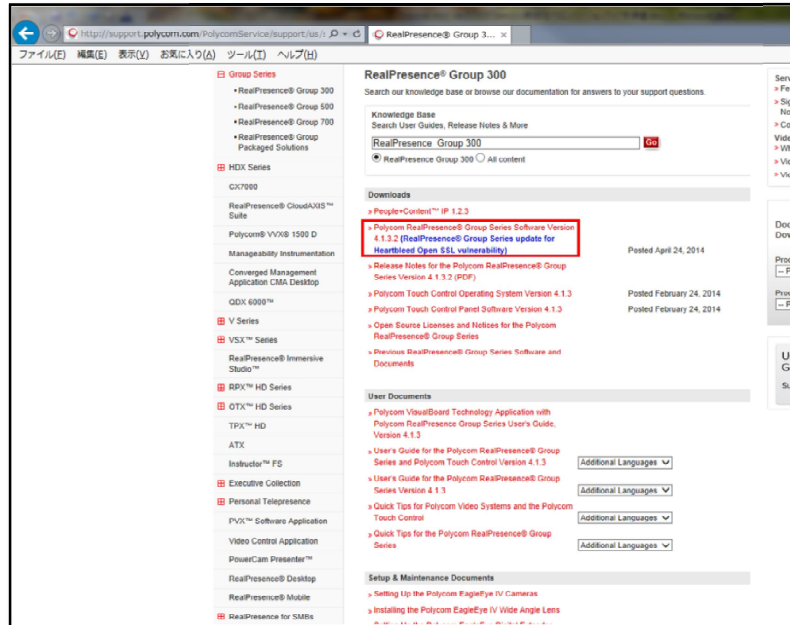 http://support.polycom.com/PolycomService/support/us/s
RealPresence® Group 3...
ファイル(F) 編集(E) 表示(V) お気に入り(A) ツール(T) ヘルプ(H)
Group Series
RealPresence® Group 300
RealPresence® Group 500
RealPresence® Group 700
RealPresence® Group
Packaged Solutions
HDX Series
CX7000
RealPresence® CloudAXIS™
Suite
Polycom® VVX® 1500 D
Manageability Instrumentation
Converged Management
Application CMA Desktop
QDX 6000™
V Series
VSX™ Series
RealPresence® Immersive
Studio™
RPX™ HD Series
OTX™ HD Series
TPX™ HD
ATX
Instructor™ FS
Executive Collection
Personal Telepresence
PVX™ Software Application
Video Control Application
PowerCam Presenter™
RealPresence® Desktop
RealPresence® Mobile
RealPresence for SMBs
RealPresence® Group 300
Search our knowledge base or browse our documentation for answers to your support questions.
Knowledge Base
Search User Guides, Release Notes & More
RealPresence Group 300
Go
RealPresence Group 300 All content
Downloads
» People+Content™ IP 1.2.3
» Polycom RealPresence® Group Series Software Version
4.1.3.2 (RealPresence® Group Series update for
Heartbleed Open SSL vulnerability) Posted April 24, 2014
» Release Notes for the Polycom RealPresence® Group
Series Version 4.1.3.2 (PDF)
» Polycom Touch Control Operating System Version 4.1.3 Posted February 24, 2014
» Polycom Touch Control Panel Software Version 4.1.3 Posted February 24, 2014
» Open Source Licenses and Notices for the Polycom
RealPresence® Group Series
» Previous RealPresence® Group Series Software and
Documents
User Documents
» Polycom VisualBoard Technology Application with
Polycom RealPresence Group Series User's Guide,
Version 4.1.3
» User's Guide for the Polycom RealPresence® Group
Series and Polycom Touch Control Version 4.1.3 Additional Languages
» User's Guide for the Polycom RealPresence® Group
Series Version 4.1.3 Additional Languages
» Quick Tips for Polycom Video Systems and the Polycom
Touch Control Additional Languages
» Quick Tips for the Polycom RealPresence® Group
Series Additional Languages
Setup & Maintenance Documents
» Setting Up the Polycom EagleEye IV Cameras
» Installing the Polycom EagleEye IV Wide Angle Lens